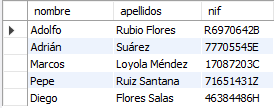 nombre apellidos nif
Adolfo Rubio Flores R6970642B
Adrián Suárez 77705545E
Marcos Loyola Méndez 17087203C
Pepe Ruiz Santana 71651431Z
Diego Flores Salas 46384486H